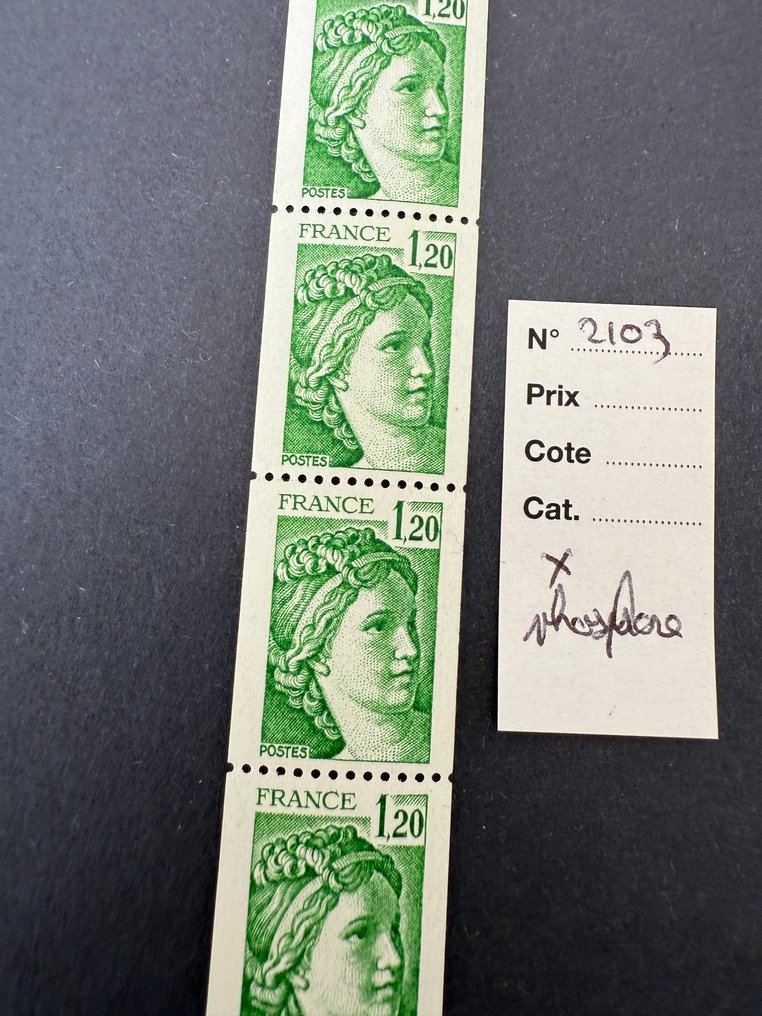 1,20
POSTES
FRANCE 1,20
POSTES
FRANCE 1,20
POSTES
FRANCE 1,20
N° 2103
Prix
Cote
Cat.
x
phosphore